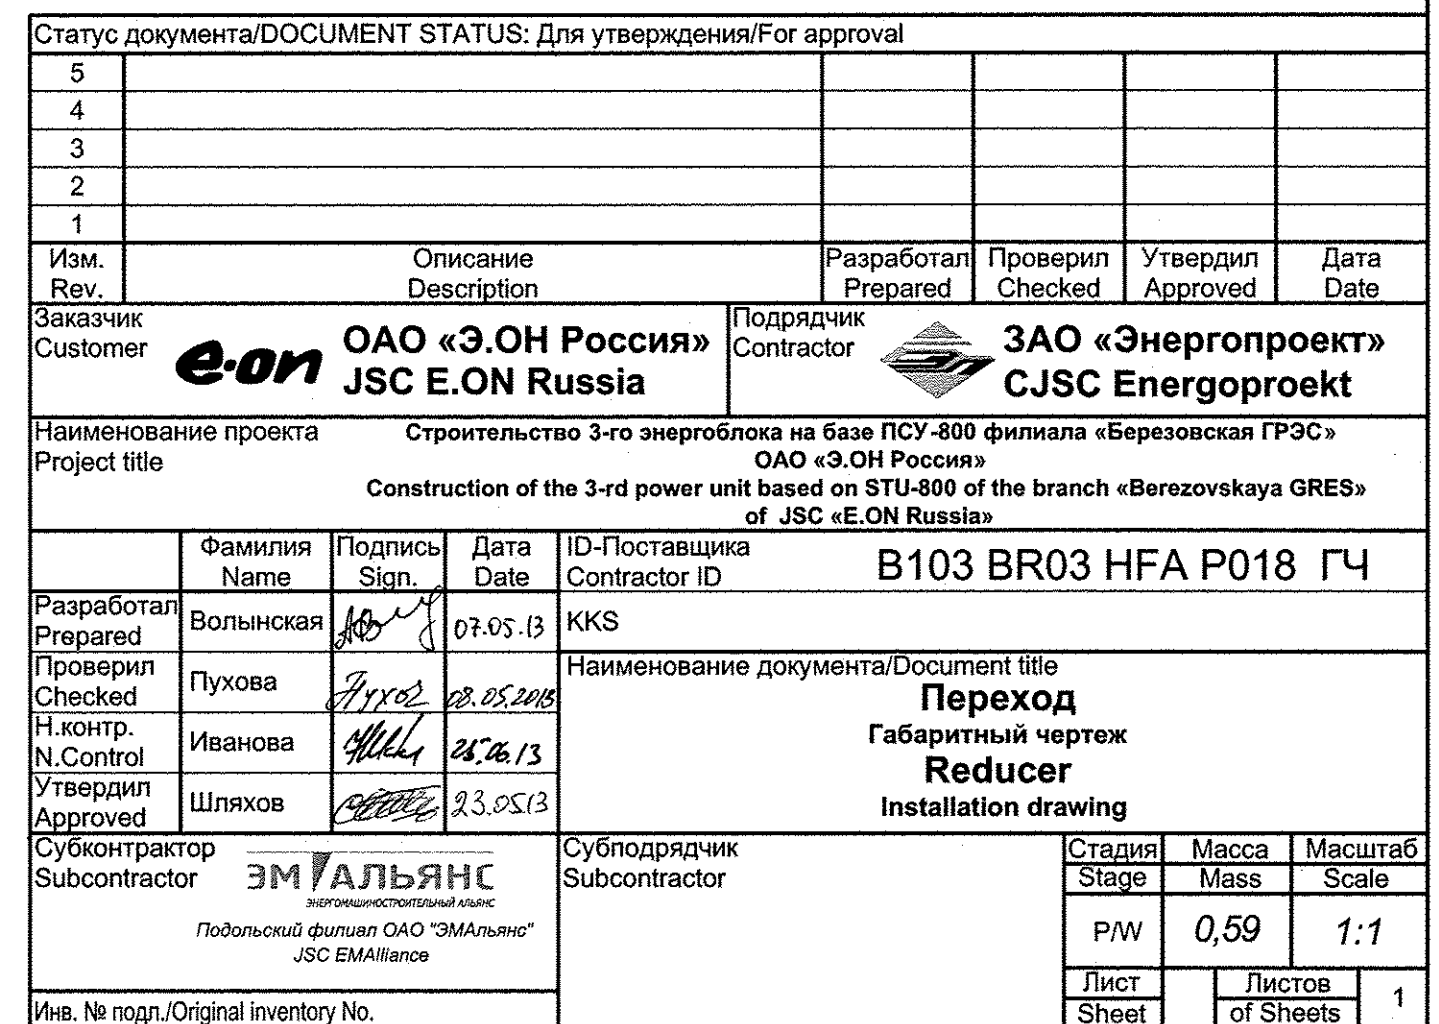 Статус документа/DOCUMENT STATUS: Для утверждения/For approval
5
4
3
2
1
Изм. Описание Разработал Проверил Утвердил Дата
Rev. Description Prepared Checked Approved Date
Заказчик
Customer
e·on
ОАО «Э.ОН Россия»
JSC E.ON Russia
Подрядчик
Contractor
ЗАО «Энергопроект»
CJSC Energoproekt
Наименование проекта
Project title
Строительство 3-го энергоблока на базе ПСУ-800 филиала «Березовская ГРЭС»
ОАО «Э.ОН Россия»
Construction of the 3-rd power unit based on STU-800 of the branch «Berezovskaya GRES»
of JSC «E.ON Russia»
Фамилия Подпись Дата
Name Sign. Date
ID-Поставщика
Contractor ID
B103 BR03 HFA P018 ГЧ
Разработал
Prepared
Волынская 07.05.13
KKS
Проверил
Checked
Пухова 08.05.2013
Н.контр.
N.Control
Иванова 25.06.13
Утвердил
Approved
Шляхов 23.05.13
Наименование документа/Document title
Переход
Габаритный чертеж
Reducer
Installation drawing
Субконтрактор
Subcontractor
ЭМАЛЬЯНС
ЭНЕРГОМАШИНОСТРОИТЕЛЬНЫЙ АЛЬЯНС
Подольский филиал ОАО "ЭМАльянс"
JSC EMAlliance
Инв. № подл./Original inventory No.
Субподрядчик
Subcontractor
Стадия Масса Масштаб
Stage Mass Scale
P/W 0,59 1:1
Лист Листов
Sheet of Sheets 1